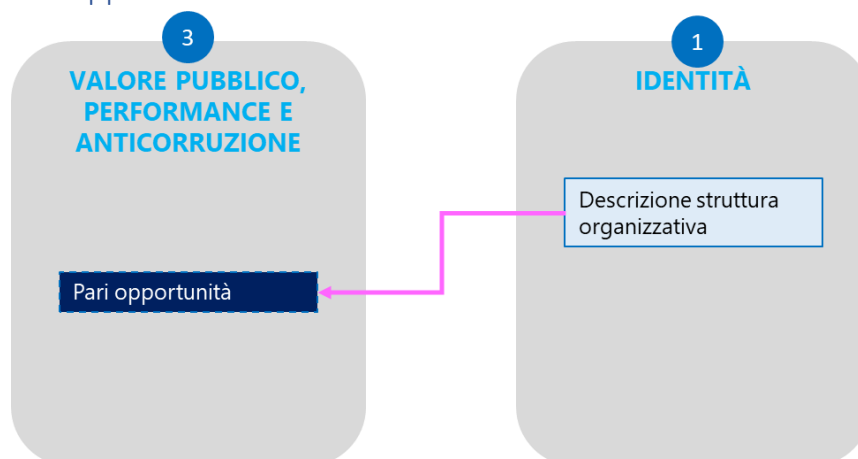 3
VALORE PUBBLICO,
PERFORMANCE E
ANTICORRUZIONE
Pari opportunità
1
IDENTITÀ
Descrizione struttura
organizzativa